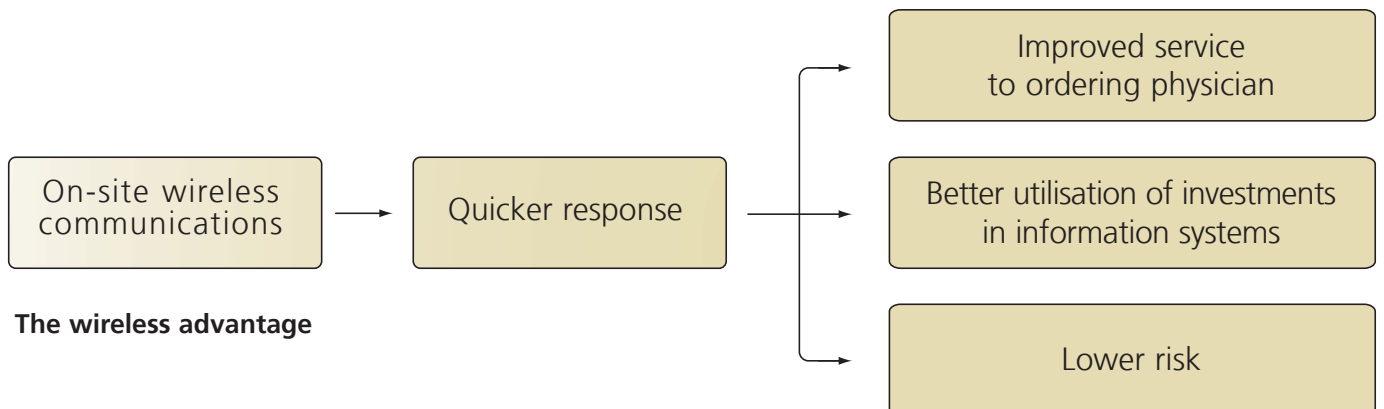 On-site wireless
communications
Quicker response
Improved service
to ordering physician
Better utilisation of investments
in information systems
Lower risk
The wireless advantage